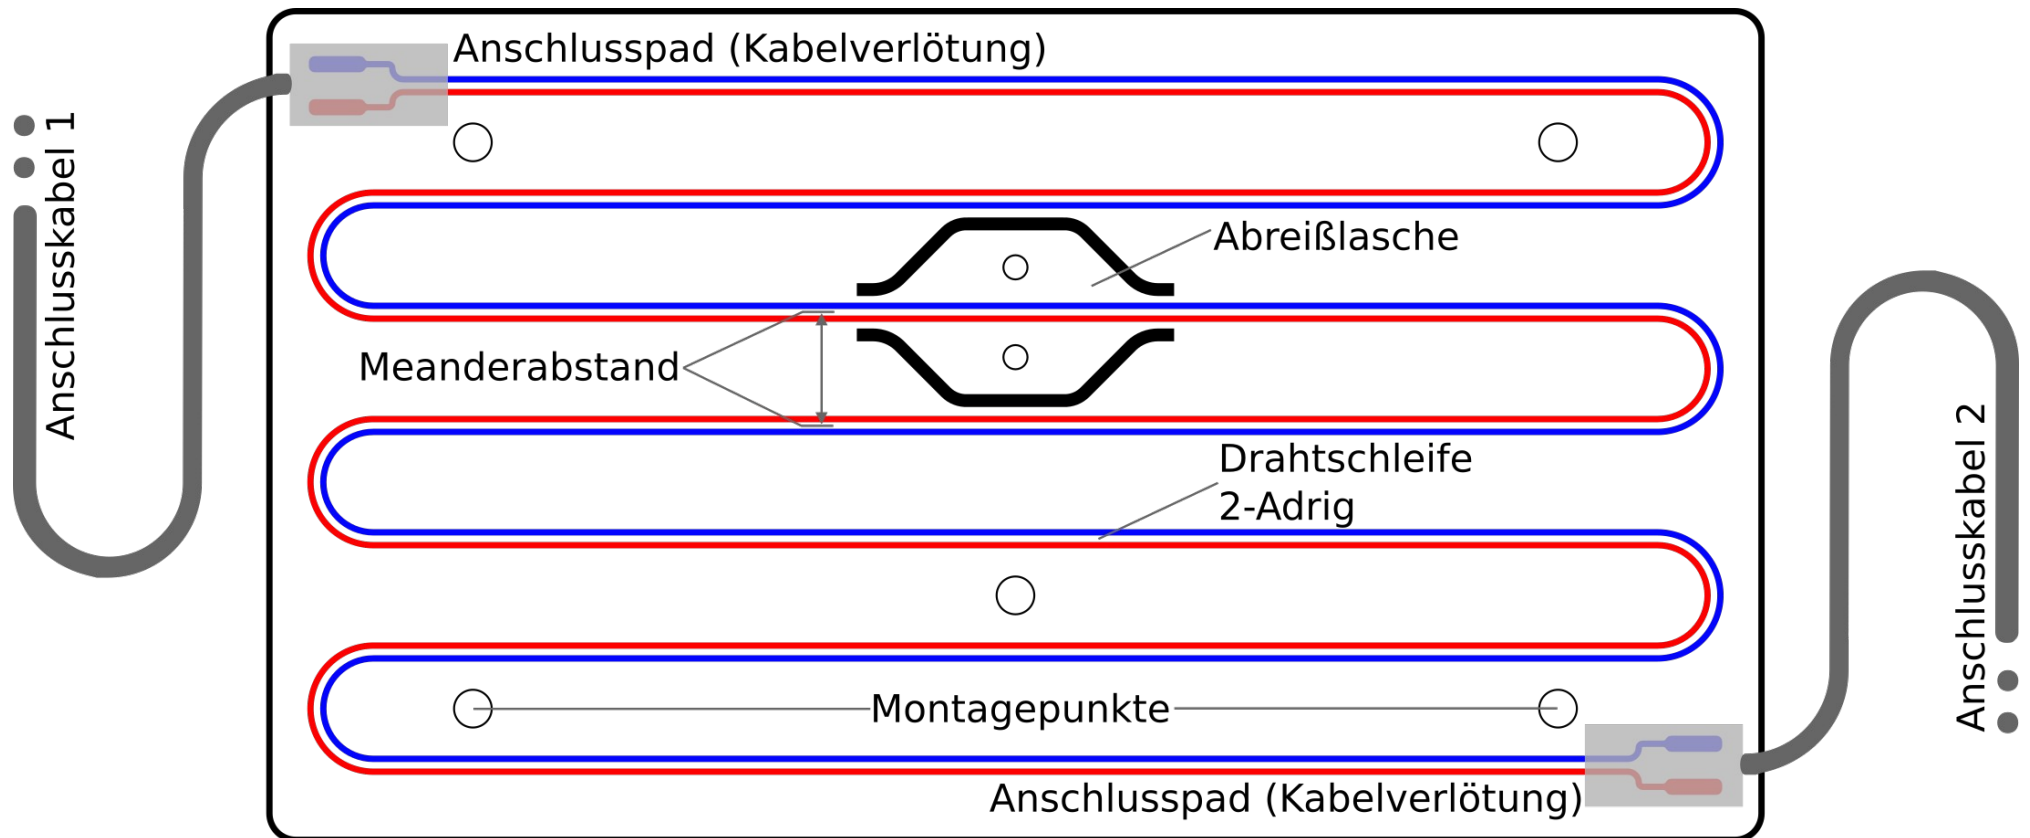 Anschlusspad (Kabelverlötung)
Anschlusskabel 1
Abreißlasche
Meanderabstand
Drahtschleife
2-Adrig
Anschlusskabel 2
Montagepunkte
Anschlusspad (Kabelverlötung)